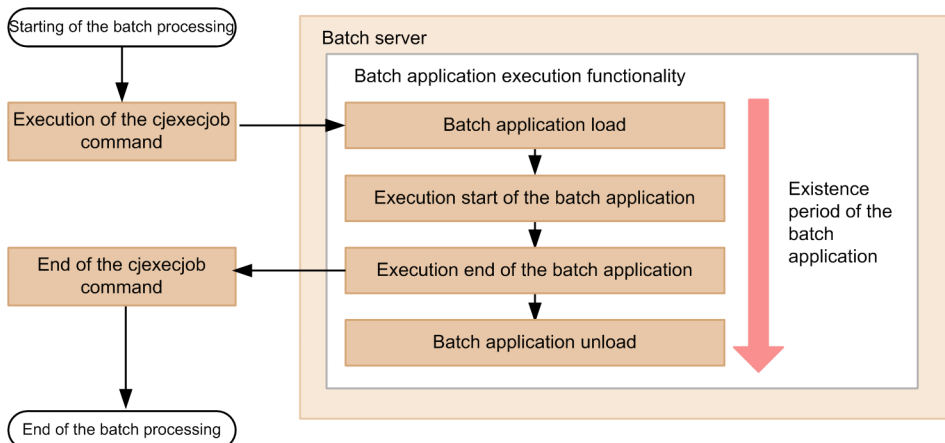 Starting of the batch processing
Batch server
Batch application execution functionality
Execution of the cjexecjob
command
Batch application load
Execution start of the batch application
Existence
period of the
batch
application
End of the cjexecjob
command
Execution end of the batch application
Batch application unload
End of the batch processing